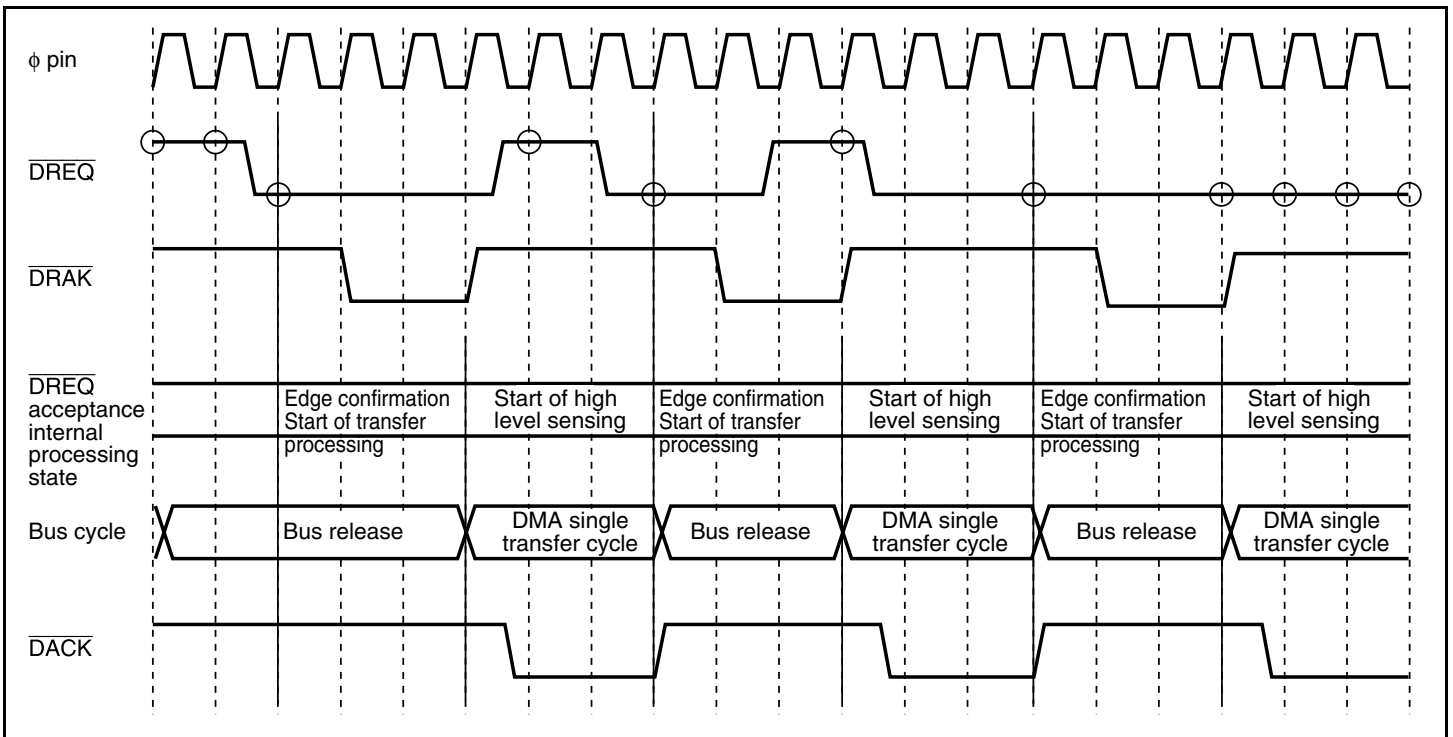 ϕ pin
DREQ
DRAK
DREQ
acceptance
internal
processing
state
Edge confirmation
Start of transfer
processing
Start of high
level sensing
Edge confirmation
Start of transfer
processing
Start of high
level sensing
Edge confirmation
Start of transfer
processing
Start of high
level sensing
Bus cycle
Bus release
DMA single
transfer cycle
Bus release
DMA single
transfer cycle
Bus release
DMA single
transfer cycle
DACK